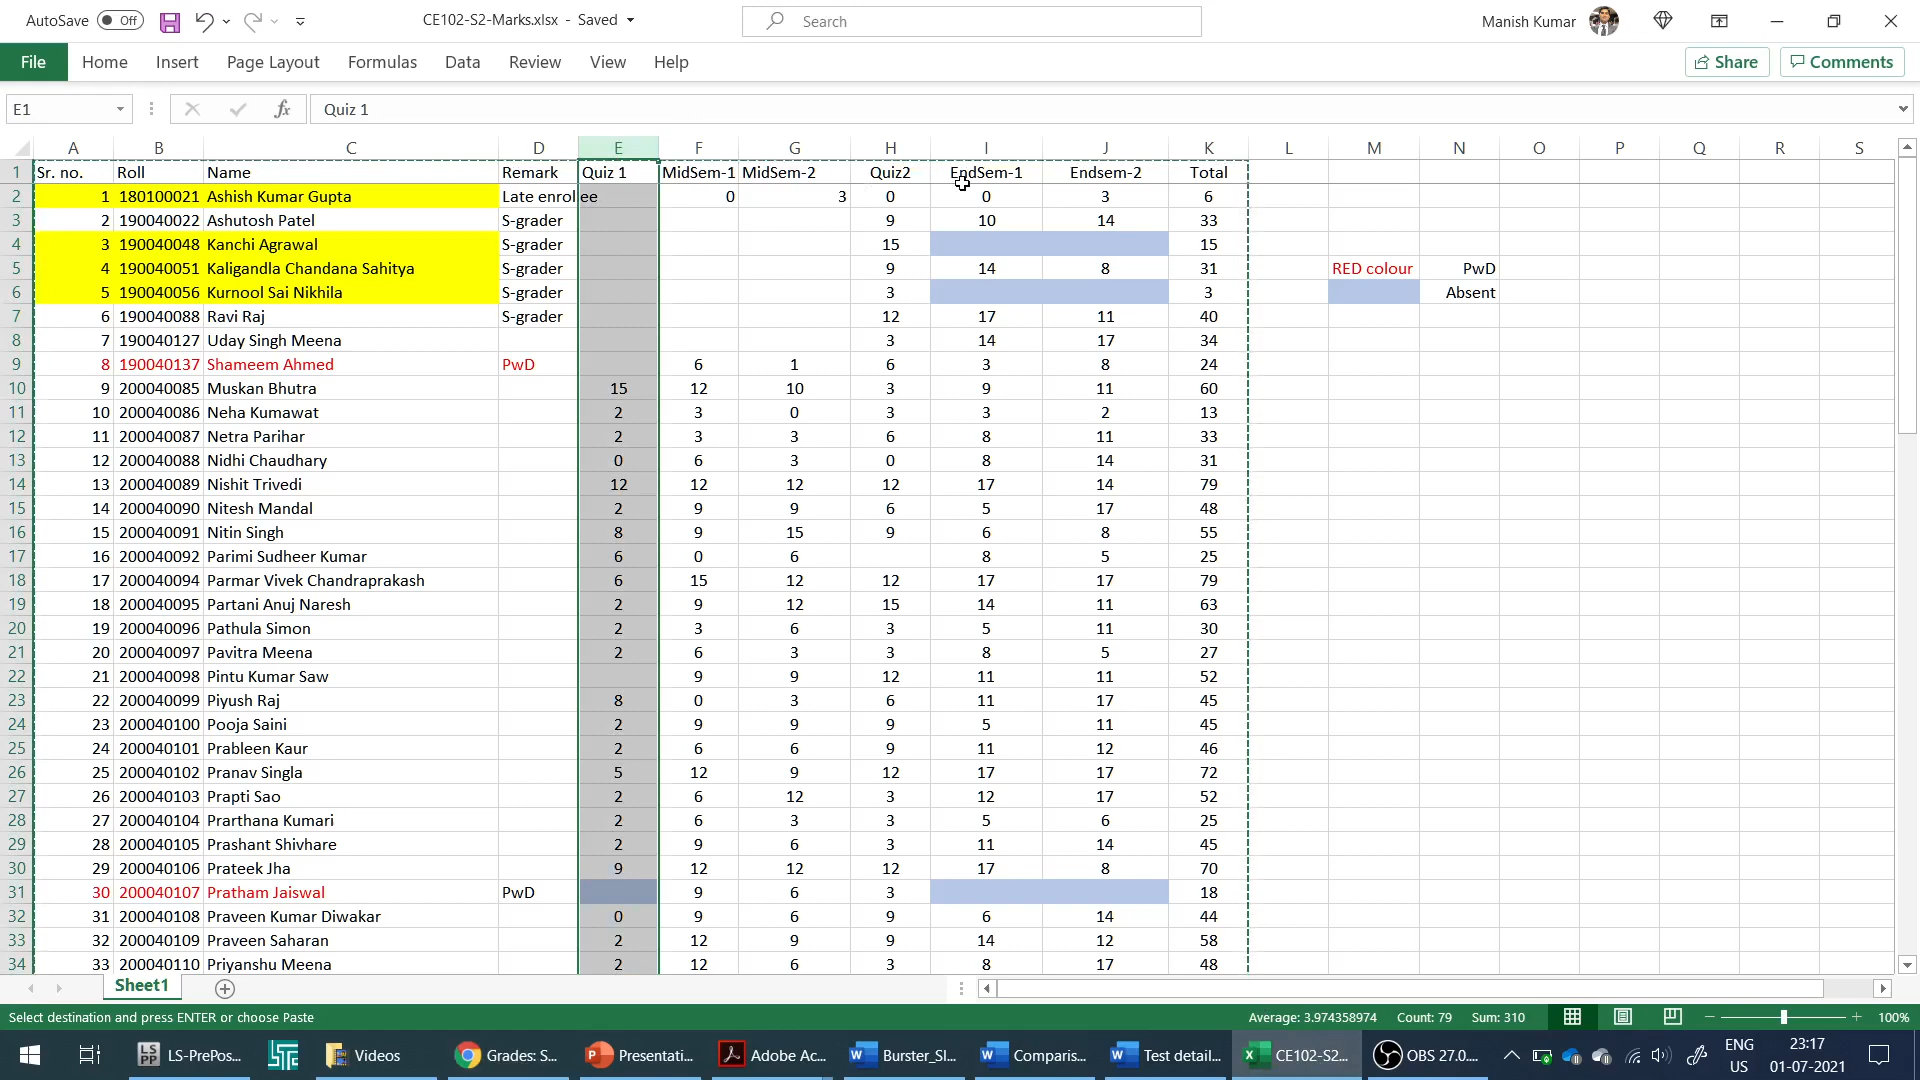 AutoSave Off CE102-S2-Marks.xlsx - Saved Search Manish Kumar
File Home Insert Page Layout Formulas Data Review View Help Share Comments
E1 fx Quiz 1
A B C D E F G H I J K L M N O P Q R S
1 Sr. no. Roll Name Remark Quiz 1 MidSem-1 MidSem-2 Quiz2 EndSem-1 Endsem-2 Total
2 1 180100021 Ashish Kumar Gupta Late enrolee 0 3 0 0 3 6
3 2 190040022 Ashutosh Patel S-grader 9 10 14 33
4 3 190040048 Kanchi Agrawal S-grader 15 15
5 4 190040051 Kaligandla Chandana Sahitya S-grader 9 14 8 31 RED colour PwD
6 5 190040056 Kurnool Sai Nikhila S-grader 3 3 Absent
7 6 190040088 Ravi Raj S-grader 12 17 11 40
8 7 190040127 Uday Singh Meena 3 14 17 34
9 8 190040137 Shameem Ahmed PwD 6 1 6 3 8 24
10 9 200040085 Muskan Bhutra 15 12 10 3 9 11 60
11 10 200040086 Neha Kumawat 2 3 0 3 3 2 13
12 11 200040087 Netra Parihar 2 3 3 6 8 11 33
13 12 200040088 Nidhi Chaudhary 0 6 3 0 8 14 31
14 13 200040089 Nishit Trivedi 12 12 12 12 17 14 79
15 14 200040090 Nitesh Mandal 2 9 9 6 5 17 48
16 15 200040091 Nitin Singh 8 9 15 9 6 8 55
17 16 200040092 Parimi Sudheer Kumar 6 0 6 8 5 25
18 17 200040094 Parmar Vivek Chandraprakash 6 15 12 12 17 17 79
19 18 200040095 Partani Anuj Naresh 2 9 12 15 14 11 63
20 19 200040096 Pathula Simon 2 3 6 3 5 11 30
21 20 200040097 Pavitra Meena 2 6 3 3 8 5 27
22 21 200040098 Pintu Kumar Saw 9 9 12 11 11 52
23 22 200040099 Piyush Raj 8 0 3 6 11 17 45
24 23 200040100 Pooja Saini 2 9 9 9 5 11 45
25 24 200040101 Prableen Kaur 2 6 6 9 11 12 46
26 25 200040102 Pranav Singla 5 12 9 12 17 17 72
27 26 200040103 Prapti Sao 2 6 12 3 12 17 52
28 27 200040104 Prarthana Kumari 2 6 3 3 5 6 25
29 28 200040105 Prashant Shivhare 2 9 6 3 11 14 45
30 29 200040106 Prateek Jha 9 12 12 12 17 8 70
31 30 200040107 Pratham Jaiswal PwD 9 6 3 18
32 31 200040108 Praveen Kumar Diwakar 0 9 6 9 6 14 44
33 32 200040109 Praveen Saharan 2 12 9 9 14 12 58
34 33 200040110 Priyanshu Meena 2 12 6 3 8 17 48
Sheet1
Select destination and press ENTER or choose Paste Average: 3.974358974 Count: 79 Sum: 310 100%
LS-PrePos... Videos Grades: S... Presentati... Adobe Ac... Burster_SI... Comparis... Test detail... CE102-S2... OBS 27.0.... ENG 23:17
US 01-07-2021